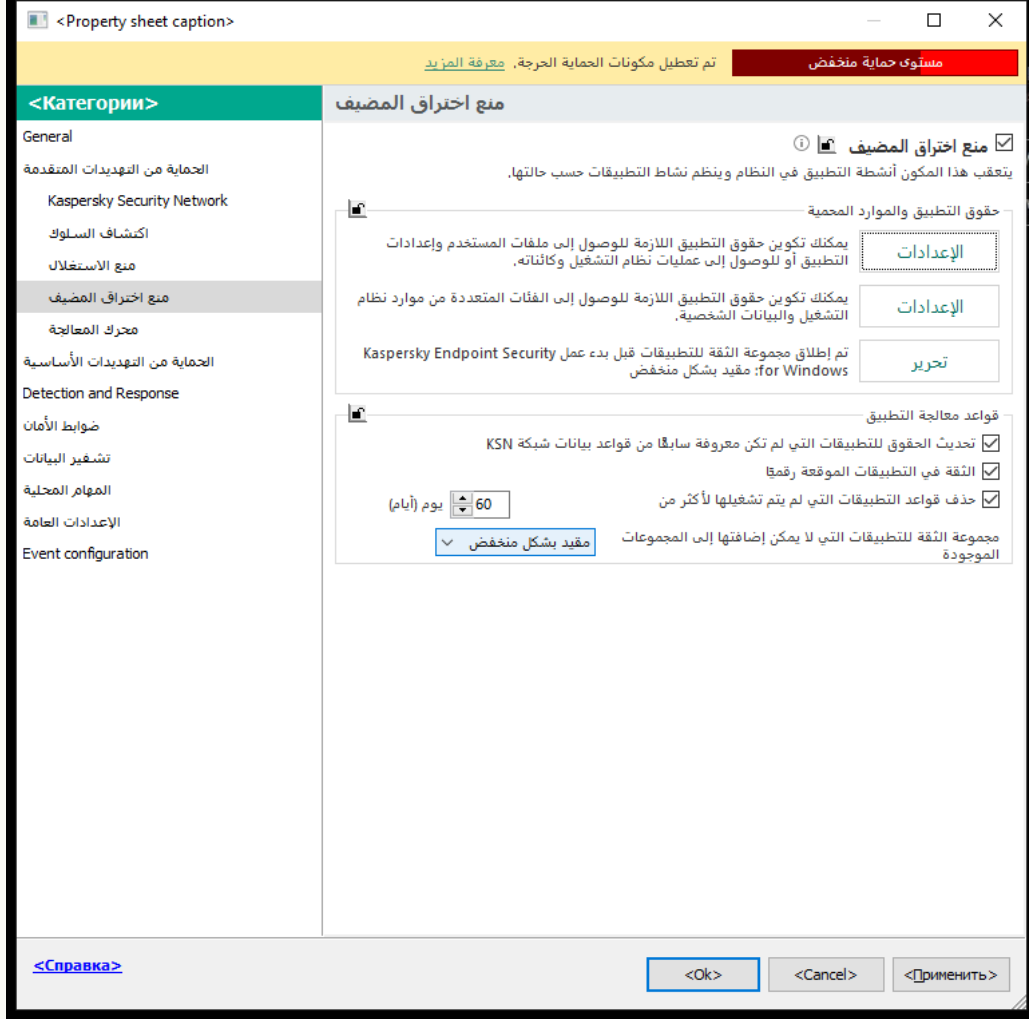 <Property sheet caption>
مستوى حماية منخفض
تم تعطيل مكونات الحماية الحرجة. معرفة المزيد
<Категории>
General
الحماية من التهديدات المتقدمة
Kaspersky Security Network
اكتشاف السلوك
منع الاستغلال
منع اختراق المضيف
محرك المعالجة
الحماية من التهديدات الأساسية
Detection and Response
ضوابط الأمان
تشفير البيانات
المهام المحلية
الإعدادات العامة
Event configuration
منع اختراق المضيف
منع اختراق المضيف
يتعقب هذا المكون أنشطة التطبيق في النظام وينظم نشاط التطبيقات حسب حالتها.
حقوق التطبيق والموارد المحمية
الإعدادات
يمكنك تكوين حقوق التطبيق اللازمة للوصول إلى ملفات المستخدم وإعدادات
التطبيق أو للوصول إلى عمليات نظام التشغيل وكائناته.
الإعدادات
يمكنك تكوين حقوق التطبيق اللازمة للوصول إلى الفئات المتعددة من موارد نظام
التشغيل والبيانات الشخصية.
تحرير
تم إطلاق مجموعة الثقة للتطبيقات قبل بدء عمل Kaspersky Endpoint Security
for Windows: مقيد بشكل منخفض
قواعد معالجة التطبيق
تحديث الحقوق للتطبيقات التي لم تكن معروفة سابقًا من قواعد بيانات شبكة KSN
الثقة في التطبيقات الموقعة رقميًا
حذف قواعد التطبيقات التي لم يتم تشغيلها لأكثر من 60 يوم (أيام)
مجموعة الثقة للتطبيقات التي لا يمكن إضافتها إلى المجموعات
الموجودة
مقيد بشكل منخفض
<Справка>
<Ok>
<Cancel>
<Применить>